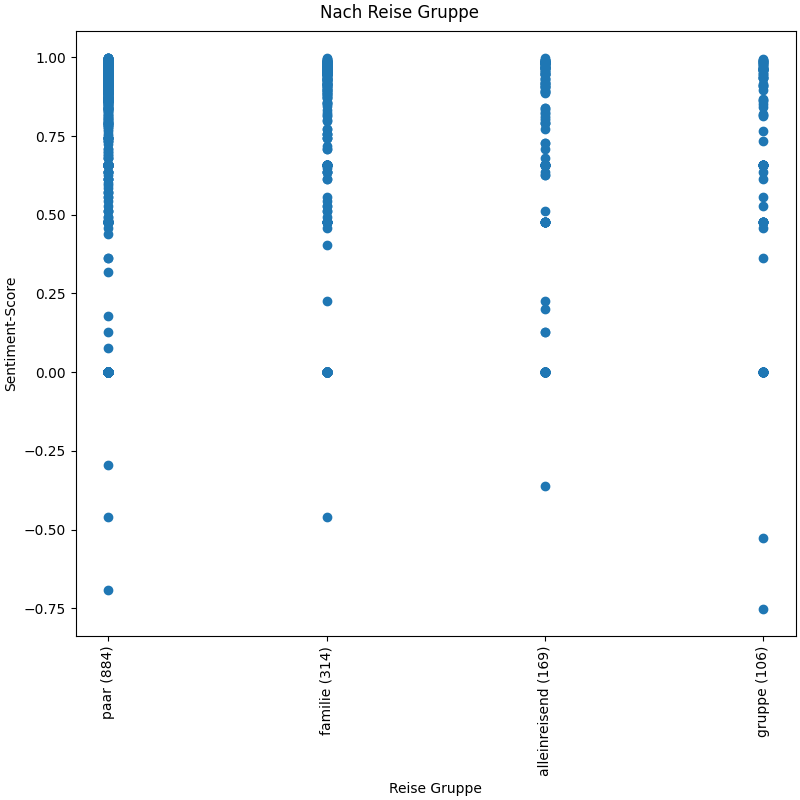 Nach Reise Gruppe
Sentiment-Score
1.00
0.75
0.50
0.25
0.00
−0.25
−0.50
−0.75
paar (884)
familie (314)
alleinreisend (169)
gruppe (106)
Reise Gruppe